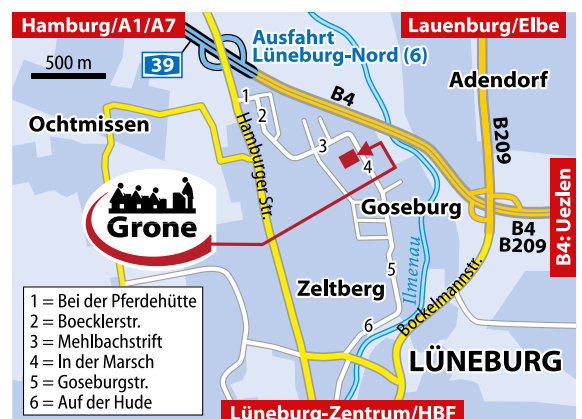 Hamburg/A1/A7
Lauenburg/Elbe
39
Ausfahrt
Lüneburg-Nord (6)
500 m
B4
Adendorf
B209
Ochtmissen
1
2
3
4
Hamburger Str.
Grone
Goseburg
B4
B209
B4: Uezlen
5
Zeltberg
Ilmenau
Bockelmannstr.
6
1 = Bei der Pferdehütte
2 = Boecklerstr.
3 = Mehlbachstrift
4 = In der Marsch
5 = Goseburgstr.
6 = Auf der Hude
LÜNEBURG
Lüneburg-Zentrum/HBF